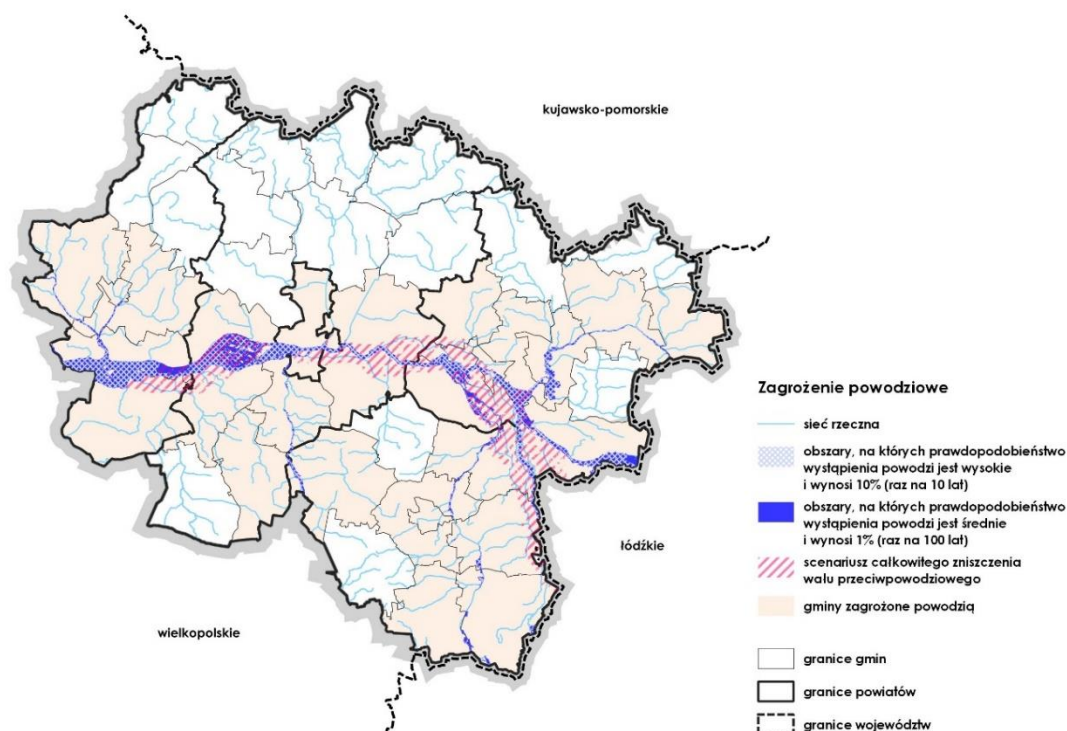 kujawsko-pomorskie
łódzkie
wielkopolskie
Zagrożenie powodziowe
sieć rzeczna
obszary, na których prawdopodobieństwo
wystąpienia powodzi jest wysokie
i wynosi 10% (raz na 10 lat)
obszary, na których prawdopodobieństwo
wystąpienia powodzi jest średnie
i wynosi 1% (raz na 100 lat)
scenariusz całkowitego zniszczenia
wału przeciwpowodziowego
gminy zagrożone powodzią
granice gmin
granice powiatów
granice województw